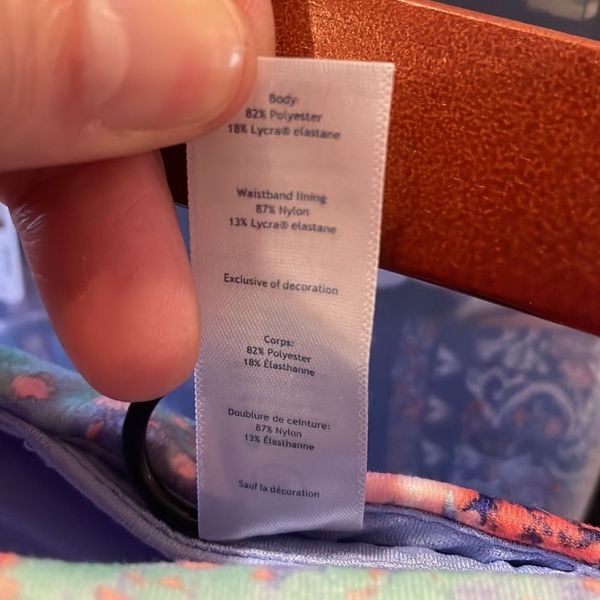 Body:
82% Polyester
18% Lycra® elastane
Waistband lining
87% Nylon
13% Lycra® elastane
Exclusive of decoration
Corps:
82% Polyester
18% Élasthanne
Doublure de ceinture:
87% Nylon
13% Élasthanne
Sauf la décoration